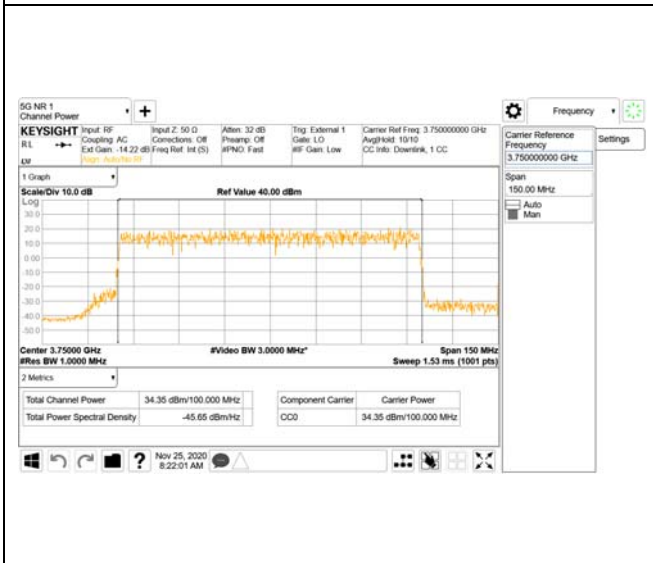 5G NR 1
Channel Power
Frequency
KEYSIGHT
RL
Input: RF
Coupling: AC
Ext Gain: -14.22 dB
Align: Auto/No RF
Input Z: 50 Ω
Corrections: Off
Freq Ref: Int (S)
Atten: 32 dB
Preamp: Off
#PNO: Fast
Trig: External 1
Gate: LO
#IF Gain: Low
Carrier Ref Freq: 3.750000000 GHz
Avg|Hold: 10/10
CC Info: Downlink, 1 CC
Carrier Reference
Frequency
3.750000000 GHz
Settings
Span
150.00 MHz
Auto
Man
1 Graph
Scale/Div 10.0 dB
Ref Value 40.00 dBm
Log
30.0
20.0
10.0
0.00
-10.0
-20.0
-30.0
-40.0
-50.0
Center 3.75000 GHz
#Video BW 3.0000 MHz*
Span 150 MHz
#Res BW 1.0000 MHz
Sweep 1.53 ms (1001 pts)
2 Metrics
Total Channel Power 34.35 dBm/100.000 MHz
Total Power Spectral Density -45.65 dBm/Hz
Component Carrier Carrier Power
CC0 34.35 dBm/100.000 MHz
Nov 25, 2020
8:22:01 AM